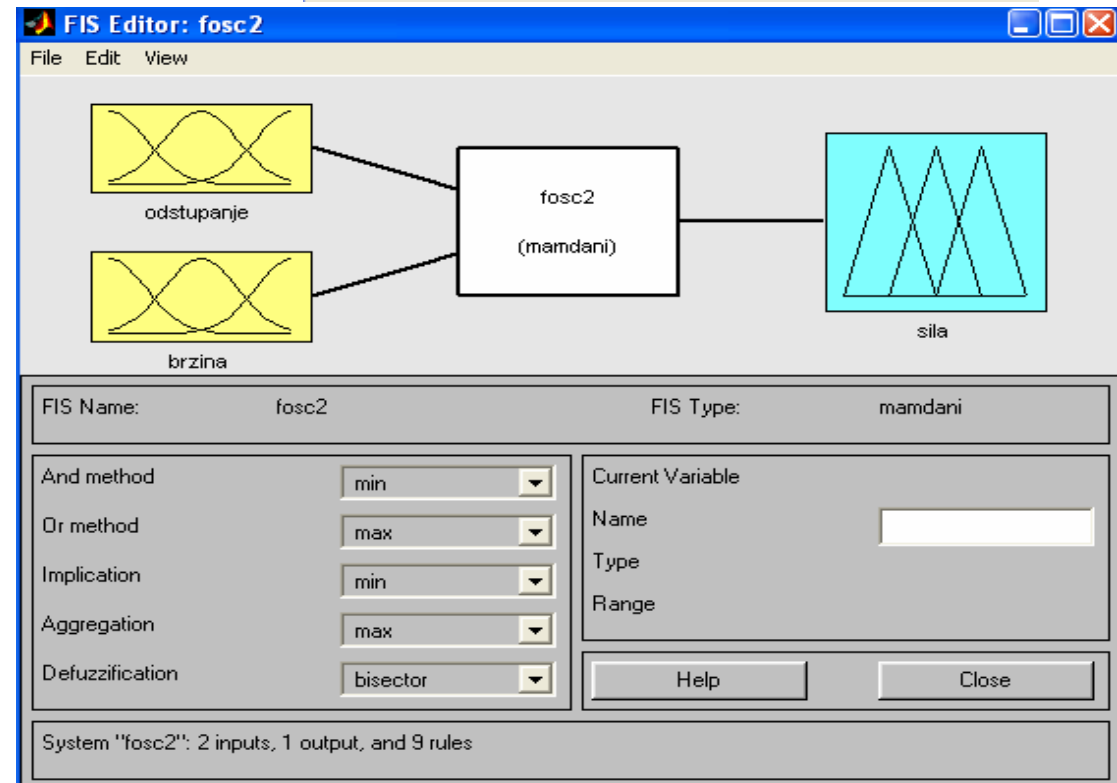 FIS Editor: fosc2
File Edit View
odstupanje
brzina
fosc2
(mamdani)
sila
FIS Name: fosc2 FIS Type: mamdani
And method min
Or method max
Implication min
Aggregation max
Defuzzification bisector
Current Variable
Name
Type
Range
Help Close
System "fosc2": 2 inputs, 1 output, and 9 rules